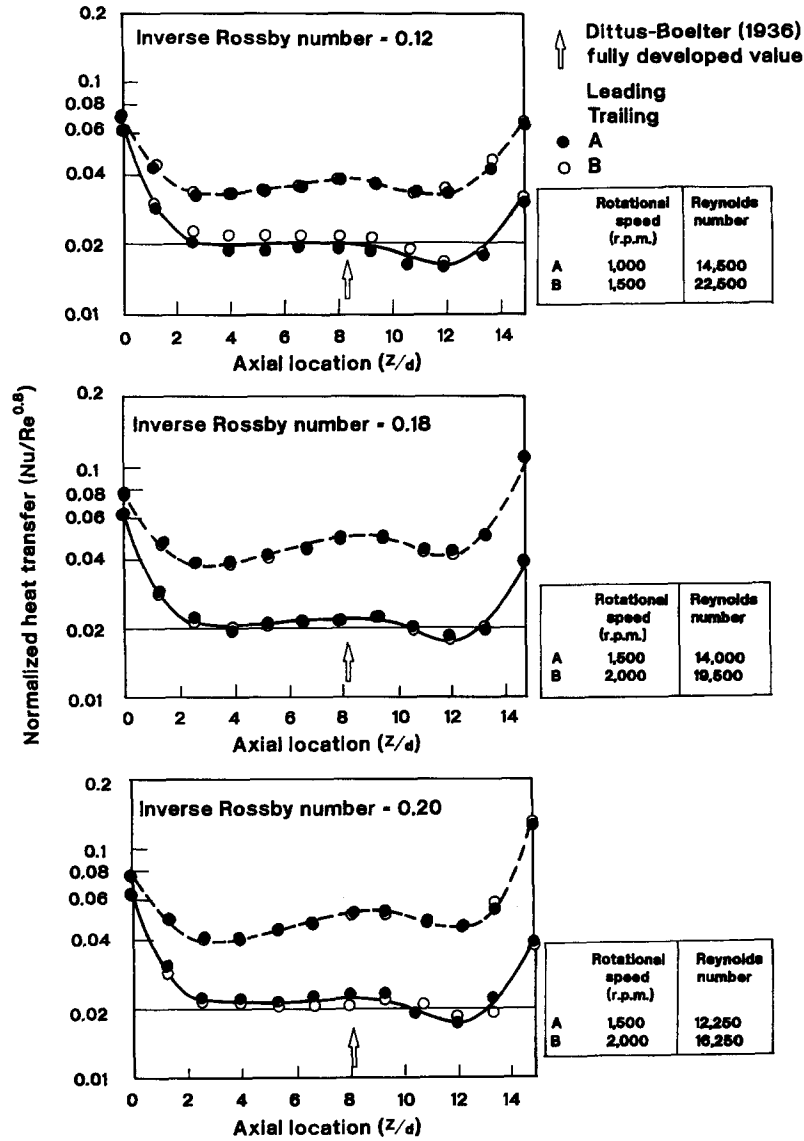 Normalized heat transfer (Nu/Re^0.8)
0.2
0.1
0.08
0.06
0.04
0.02
0.01
Inverse Rossby number - 0.12
0 2 4 6 8 10 12 14
Axial location (z/d)
Dittus-Boelter (1936)
fully developed value
Leading
Trailing
A
B
Rotational speed (r.p.m.) Reynolds number
A 1,000 14,500
B 1,500 22,500
0.2
0.1
0.08
0.06
0.04
0.02
0.01
Inverse Rossby number - 0.18
0 2 4 6 8 10 12 14
Axial location (z/d)
Rotational speed (r.p.m.) Reynolds number
A 1,500 14,000
B 2,000 19,500
0.2
0.1
0.08
0.06
0.04
0.02
0.01
Inverse Rossby number - 0.20
0 2 4 6 8 10 12 14
Axial location (z/d)
Rotational speed (r.p.m.) Reynolds number
A 1,500 12,250
B 2,000 16,250